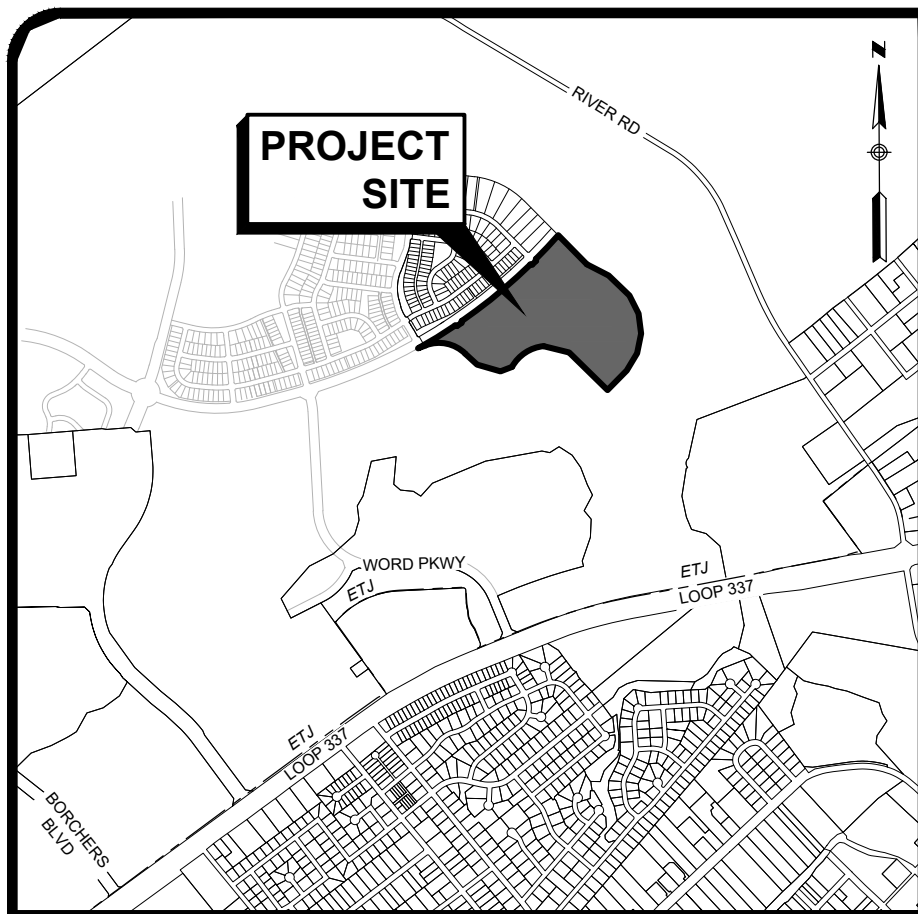 N
RIVER RD
PROJECT
SITE
WORD PKWY
ETJ
ETJ
LOOP 337
ETJ
LOOP 337
BORCHERS
BLVD